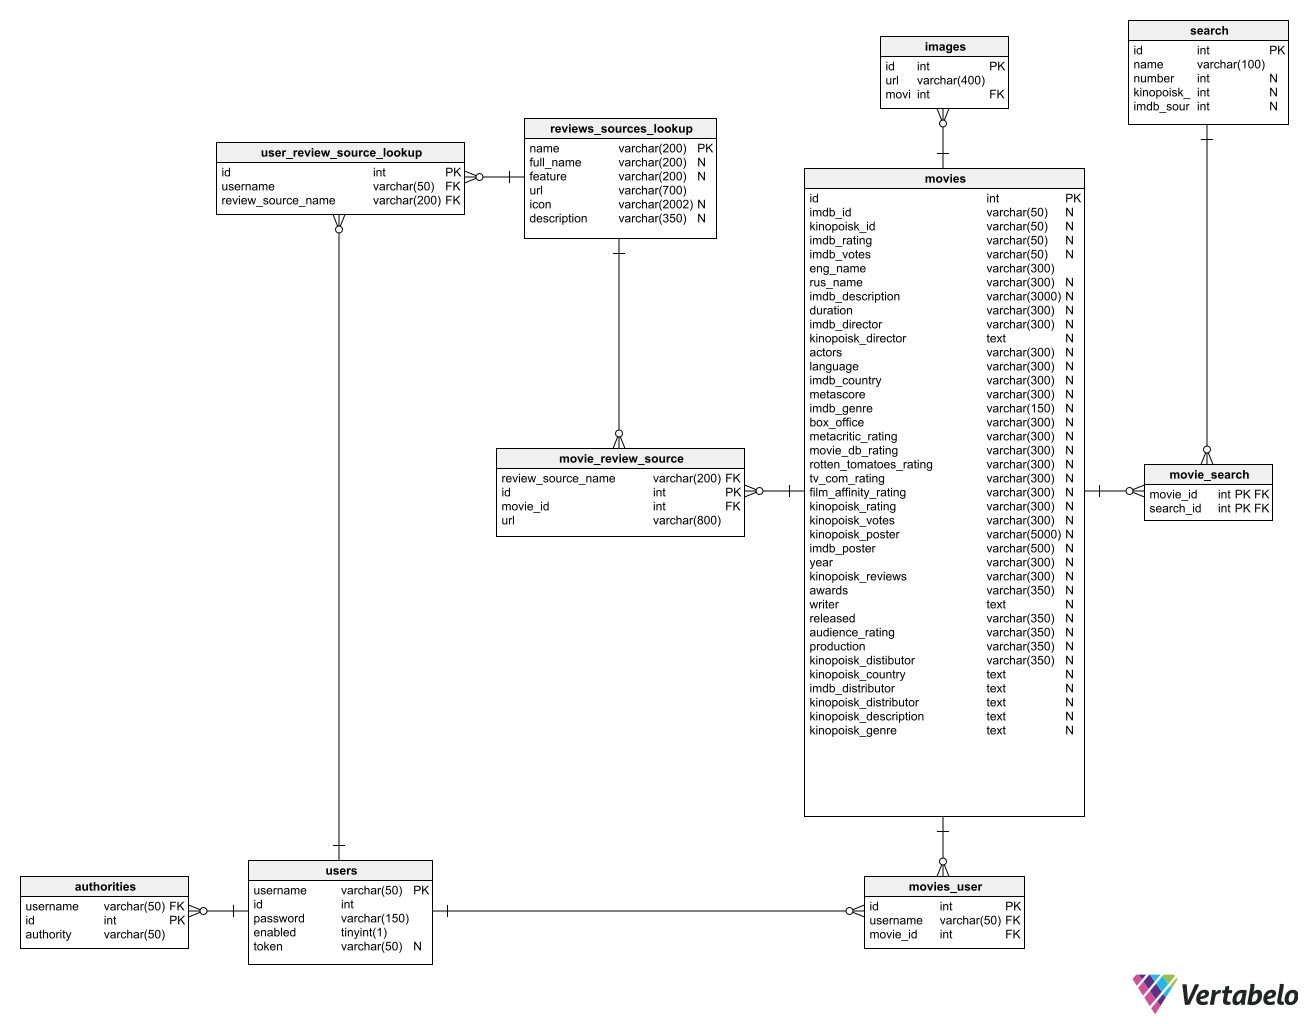 search
id int PK
name varchar(100)
number int N
kinopoisk_ int N
imdb_sour int N
images
id int PK
url varchar(400)
movi int FK
reviews_sources_lookup
name varchar(200) PK
full_name varchar(200) N
feature varchar(200) N
url varchar(700)
icon varchar(2002) N
description varchar(350) N
user_review_source_lookup
id int PK
username varchar(50) FK
review_source_name varchar(200) FK
movies
id int PK
imdb_id varchar(50) N
kinopoisk_id varchar(50) N
imdb_rating varchar(50) N
imdb_votes varchar(50) N
eng_name varchar(300)
rus_name varchar(300) N
imdb_description varchar(3000) N
duration varchar(300) N
imdb_director varchar(300) N
kinopoisk_director text N
actors varchar(300) N
language varchar(300) N
imdb_country varchar(300) N
metascore varchar(300) N
imdb_genre varchar(150) N
box_office varchar(300) N
metacritic_rating varchar(300) N
movie_db_rating varchar(300) N
rotten_tomatoes_rating varchar(300) N
tv_com_rating varchar(300) N
film_affinity_rating varchar(300) N
kinopoisk_rating varchar(300) N
kinopoisk_votes varchar(300) N
kinopoisk_poster varchar(5000) N
imdb_poster varchar(500) N
year varchar(300) N
kinopoisk_reviews varchar(300) N
awards varchar(350) N
writer text N
released varchar(350) N
audience_rating varchar(350) N
production varchar(350) N
kinopoisk_distibutor varchar(350) N
kinopoisk_country text N
imdb_distributor text N
kinopoisk_distributor text N
kinopoisk_description text N
kinopoisk_genre text N
movie_review_source
review_source_name varchar(200) FK
id int PK
movie_id int FK
url varchar(800)
movie_search
movie_id int PK FK
search_id int PK FK
authorities
username varchar(50) FK
id int PK
authority varchar(50)
users
username varchar(50) PK
id int
password varchar(150)
enabled tinyint(1)
token varchar(50) N
movies_user
id int PK
username varchar(50) FK
movie_id int FK
Vertabelo